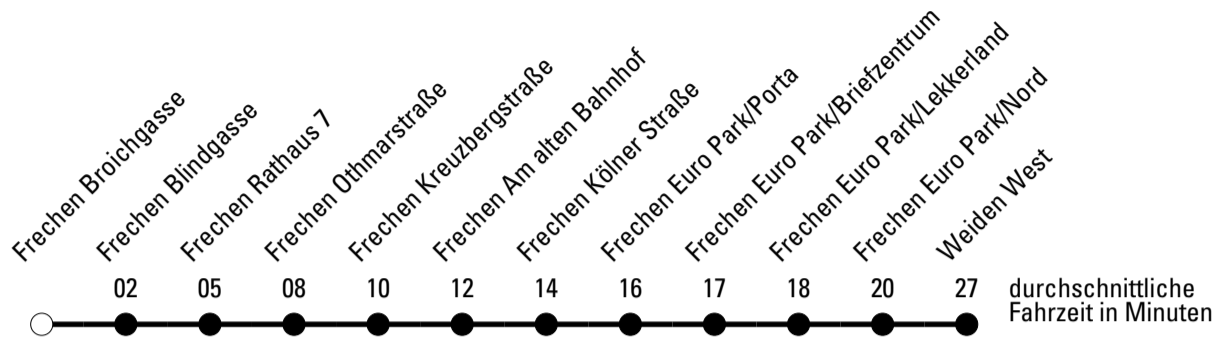 Frechen Broichgasse
Frechen Blindgasse
Frechen Rathaus 7
Frechen Othmarstraße
Frechen Kreuzbergstraße
Frechen Am alten Bahnhof
Frechen Kölner Straße
Frechen Euro Park/Porta
Frechen Euro Park/Briefzentrum
Frechen Euro Park/Lekkerland
Frechen Euro Park/Nord
Weiden West
02 05 08 10 12 14 16 17 18 20 27
durchschnittliche
Fahrzeit in Minuten